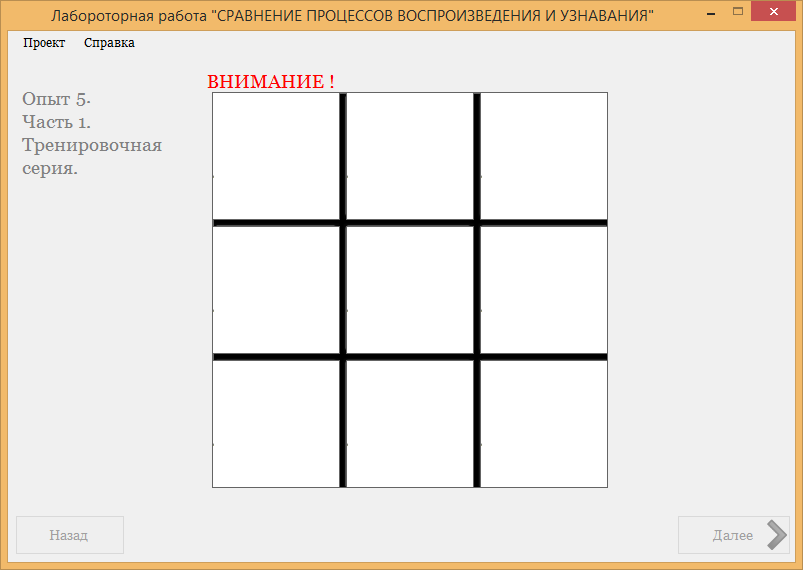 Лабороторная работа "СРАВНЕНИЕ ПРОЦЕССОВ ВОСПРОИЗВЕДЕНИЯ И УЗНАВАНИЯ"
Проект Справка
ВНИМАНИЕ !
Опыт 5.
Часть 1.
Тренировочная
серия.
Назад
Далее